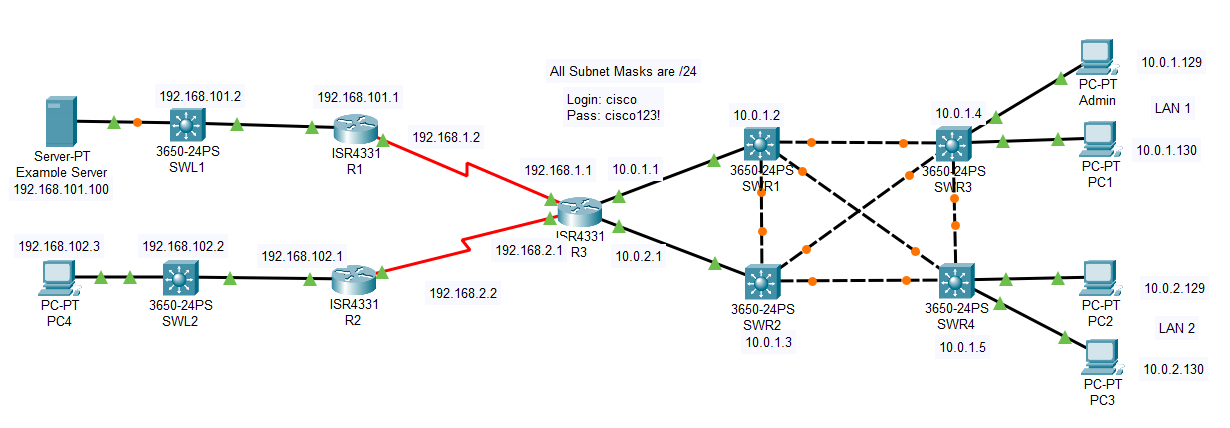 All Subnet Masks are /24
Login: cisco
Pass: cisco123!
Server-PT
Example Server
192.168.101.100
192.168.101.2
3650-24PS
SWL1
192.168.101.1
ISR4331
R1
192.168.1.2
192.168.102.3
PC-PT
PC4
192.168.102.2
3650-24PS
SWL2
192.168.102.1
ISR4331
R2
192.168.2.2
192.168.1.1
192.168.2.1
ISR4331
R3
10.0.1.1
10.0.2.1
10.0.1.2
3650-24PS
SWR1
3650-24PS
SWR2
10.0.1.3
10.0.1.4
3650-24PS
SWR3
3650-24PS
SWR4
10.0.1.5
PC-PT
Admin
10.0.1.129
LAN 1
PC-PT
PC1
10.0.1.130
PC-PT
PC2
10.0.2.129
LAN 2
PC-PT
PC3
10.0.2.130